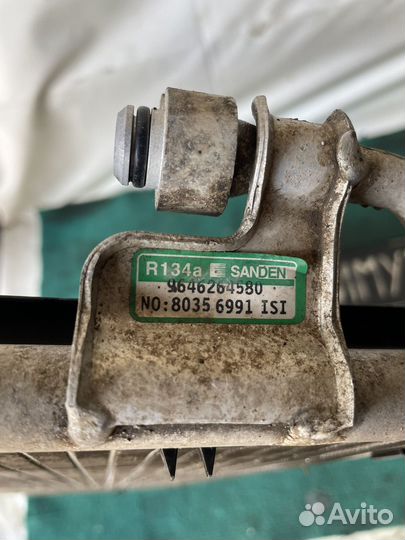 R134a SANDEN
9646264580
NO:8035 6991 ISI
Avito